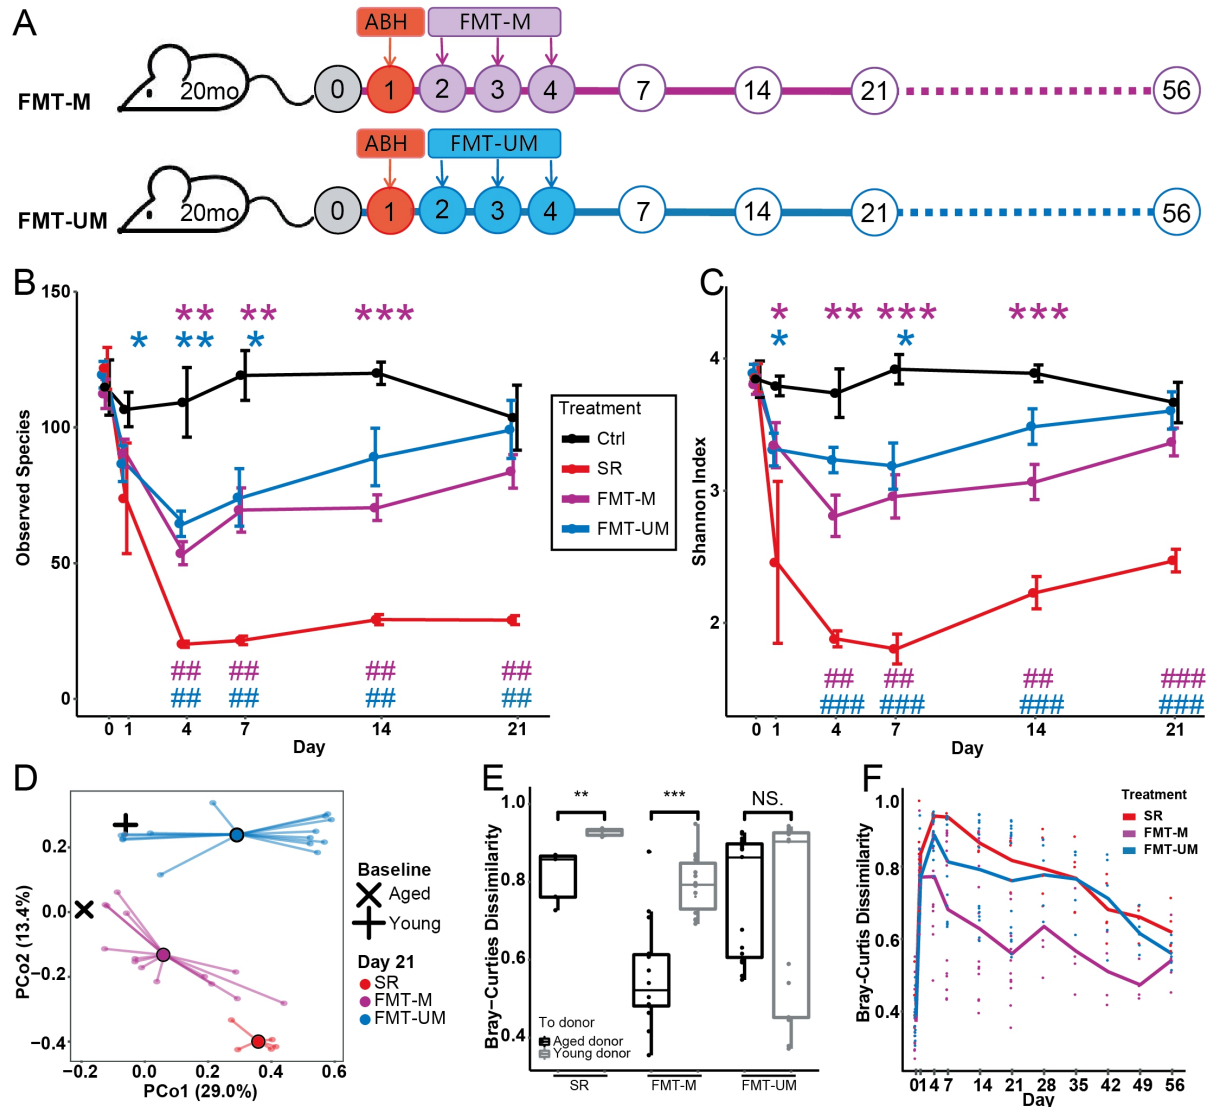 A
ABH FMT-M
FMT-M 20mo 0 1 2 3 4 7 14 21 56
ABH FMT-UM
FMT-UM 20mo 0 1 2 3 4 7 14 21 56
B
Observed Species
150
100
50
0
* ** ** ***
* ** *
## ## ## ##
## ## ## ##
0 1 4 7 14 21
Day
Treatment
Ctrl
SR
FMT-M
FMT-UM
C
Shannon Index
4
3
2
* ** *** ***
* *
## ## ## ###
### ### ### ###
0 1 4 7 14 21
Day
D
PCo2 (13.4%)
0.2
0.0
−0.2
−0.4
−0.2 0.0 0.2 0.4 0.6
PCo1 (29.0%)
Baseline
Aged
Young
Day 21
SR
FMT-M
FMT-UM
E
Bray−Curties Dissimilarity
1.0
0.8
0.6
0.4
** *** NS.
To donor
Aged donor
Young donor
SR FMT-M FMT-UM
F
Bray-Curtis Dissimilarity
1.0
0.8
0.6
0.4
Treatment
SR
FMT-M
FMT-UM
0 1 4 7 14 21 28 35 42 49 56
Day